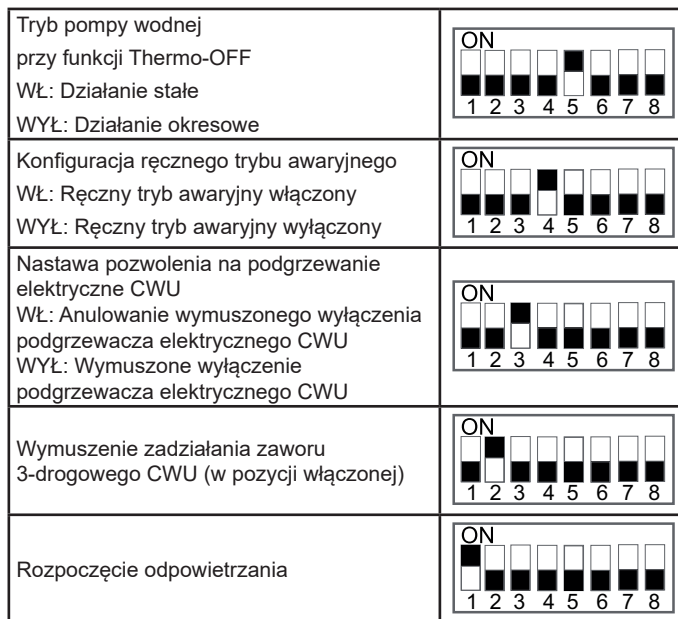 Tryb pompy wodnej
przy funkcji Thermo-OFF
WŁ: Działanie stałe
WYŁ: Działanie okresowe
ON
1 2 3 4 5 6 7 8
Konfiguracja ręcznego trybu awaryjnego
WŁ: Ręczny tryb awaryjny włączony
WYŁ: Ręczny tryb awaryjny wyłączony
ON
1 2 3 4 5 6 7 8
Nastawa pozwolenia na podgrzewanie
elektryczne CWU
WŁ: Anulowanie wymuszonego wyłączenia
podgrzewacza elektrycznego CWU
WYŁ: Wymuszone wyłączenie
podgrzewacza elektrycznego CWU
ON
1 2 3 4 5 6 7 8
Wymuszenie zadziałania zaworu
3-drogowego CWU (w pozycji włączonej)
ON
1 2 3 4 5 6 7 8
Rozpoczęcie odpowietrzania
ON
1 2 3 4 5 6 7 8